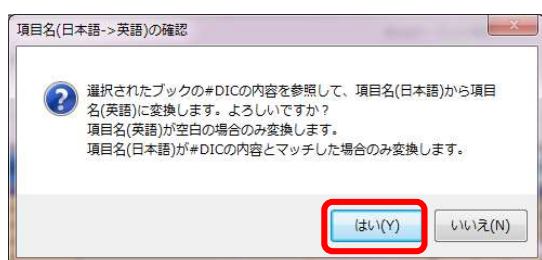 項目名(日本語->英語)の確認
選択されたブックの#DICの内容を参照して、項目名(日本語)から項目
名(英語)に変換します。よろしいですか？
項目名(英語)が空白の場合のみ変換します。
項目名(日本語)が#DICの内容とマッチした場合のみ変換します。
はい(Y)
いいえ(N)